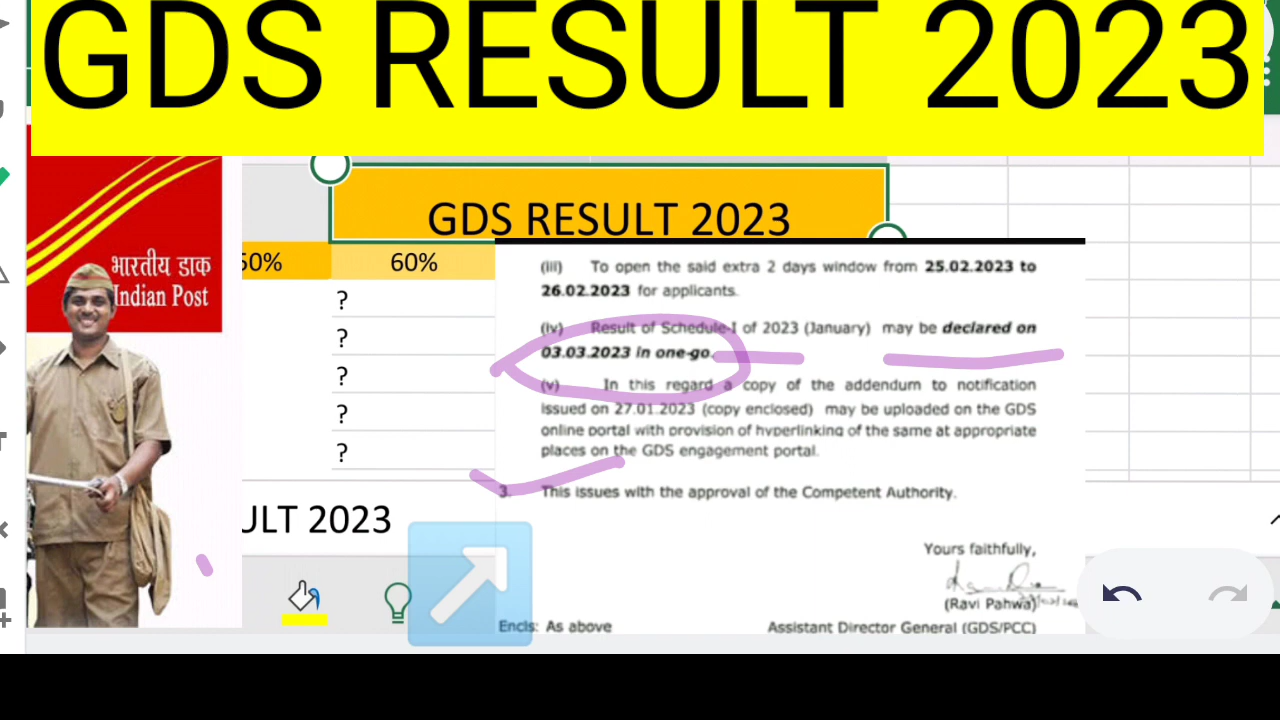 GDS RESULT 2023
GDS RESULT 2023
50%
60%
भारतीय डाक
Indian Post
?
?
?
?
?
(iii) To open the said extra 2 days window from 25.02.2023 to
26.02.2023 for applicants.
(iv) Result of Schedule-I of 2023 (January) may be declared on
03.03.2023 in one-go.
(v) In this regard a copy of the addendum to notification
issued on 27.01.2023 (copy enclosed) may be uploaded on the GDS
online portal with provision of hyperlinking of the same at appropriate
places on the GDS engagement portal.
3. This issues with the approval of the Competent Authority.
ULT 2023
Yours faithfully,
(Ravi Pahwa)
Encls: As above
Assistant Director General (GDS/PCC)